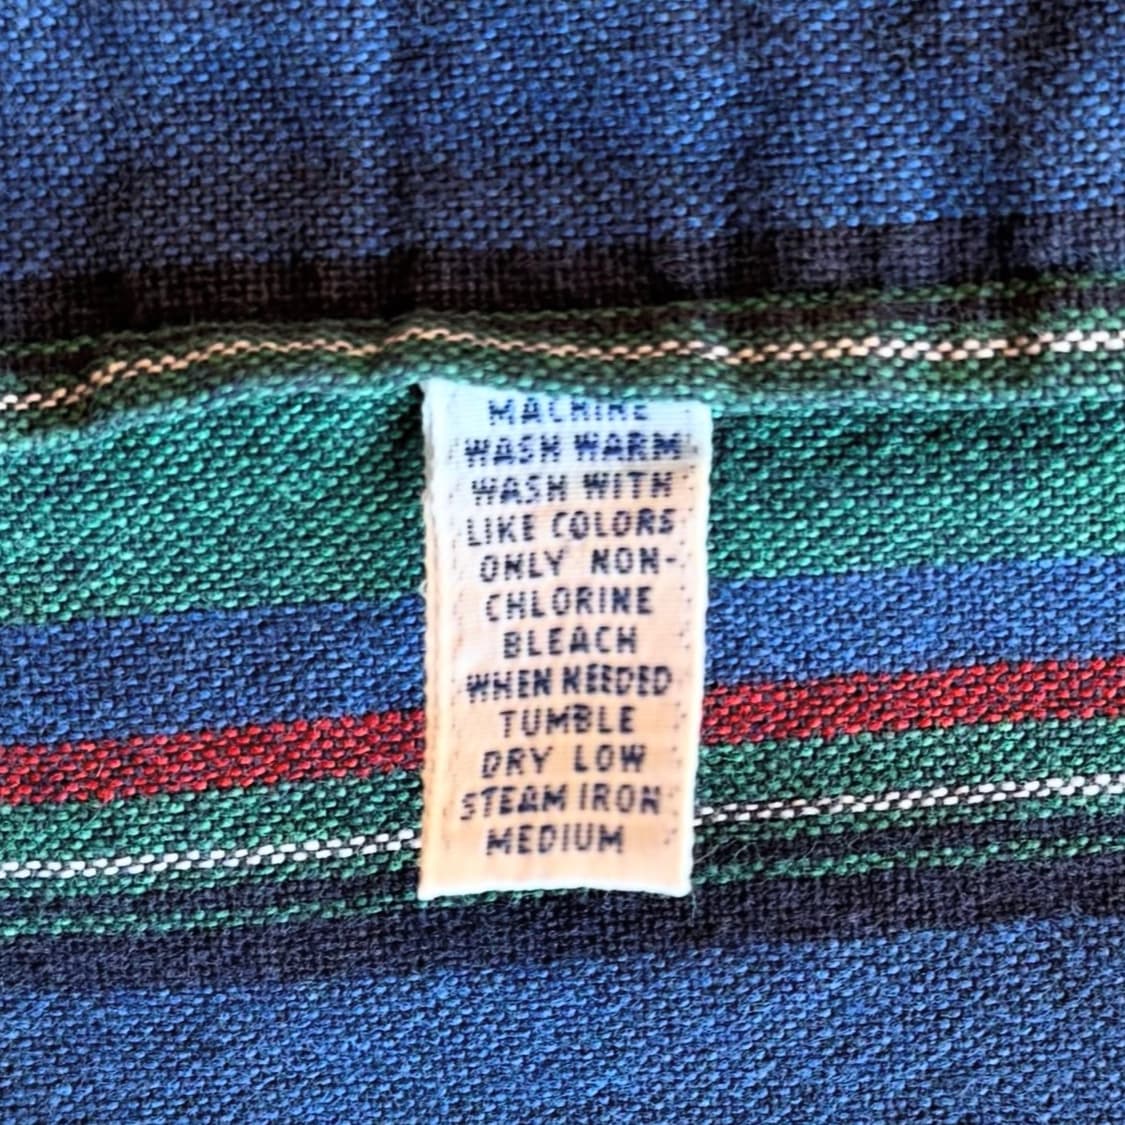 MACHINE
WASH WARM
WASH WITH
LIKE COLORS
ONLY NON-
CHLORINE
BLEACH
WHEN NEEDED
TUMBLE
DRY LOW
STEAM IRON
MEDIUM